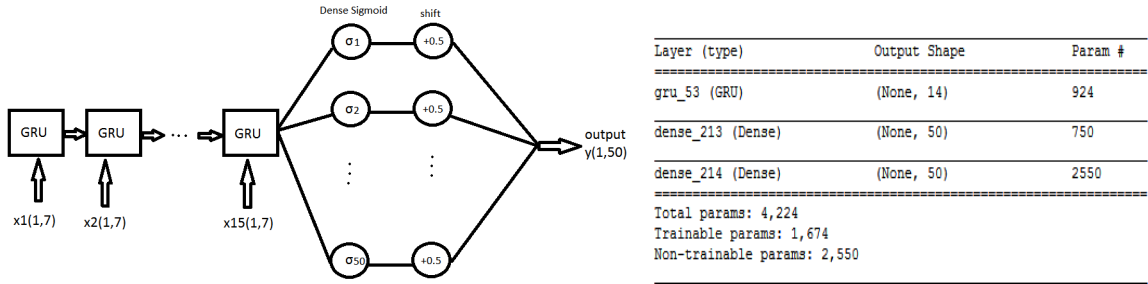 Dense Sigmoid
shift
σ1
+0.5
σ2
+0.5
GRU
GRU
...
GRU
output
y(1,50)
x1(1,7)
x2(1,7)
x15(1,7)
σ50
+0.5
Layer (type) Output Shape Param #
gru_53 (GRU) (None, 14) 924
dense_213 (Dense) (None, 50) 750
dense_214 (Dense) (None, 50) 2550
Total params: 4,224
Trainable params: 1,674
Non-trainable params: 2,550